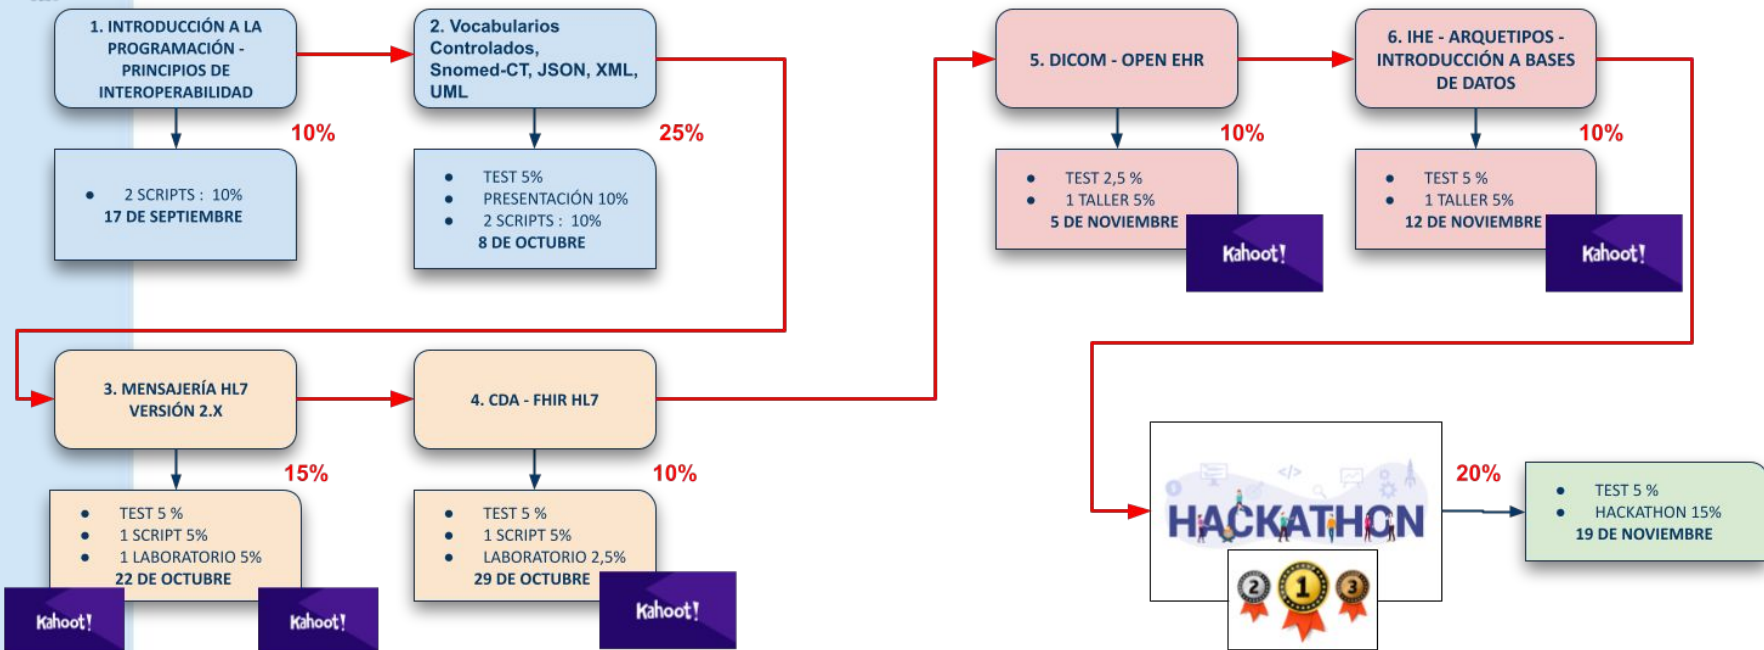 1. INTRODUCCIÓN A LA
PROGRAMACIÓN -
PRINCIPIOS DE
INTEROPERABILIDAD
10%
● 2 SCRIPTS : 10%
17 DE SEPTIEMBRE
2. Vocabularios
Controlados,
Snomed-CT, JSON, XML,
UML
25%
● TEST 5%
● PRESENTACIÓN 10%
● 2 SCRIPTS : 10%
8 DE OCTUBRE
3. MENSAJERÍA HL7
VERSIÓN 2.X
15%
● TEST 5 %
● 1 SCRIPT 5%
● 1 LABORATORIO 5%
22 DE OCTUBRE
Kahoot!
Kahoot!
4. CDA - FHIR HL7
10%
● TEST 5 %
● 1 SCRIPT 5%
● LABORATORIO 2,5%
29 DE OCTUBRE
Kahoot!
5. DICOM - OPEN EHR
10%
● TEST 2,5 %
● 1 TALLER 5%
5 DE NOVIEMBRE
Kahoot!
6. IHE - ARQUETIPOS -
INTRODUCCIÓN A BASES
DE DATOS
10%
● TEST 5 %
● 1 TALLER 5%
12 DE NOVIEMBRE
Kahoot!
</>
HACKATHON
2 1 3
20%
● TEST 5 %
● HACKATHON 15%
19 DE NOVIEMBRE